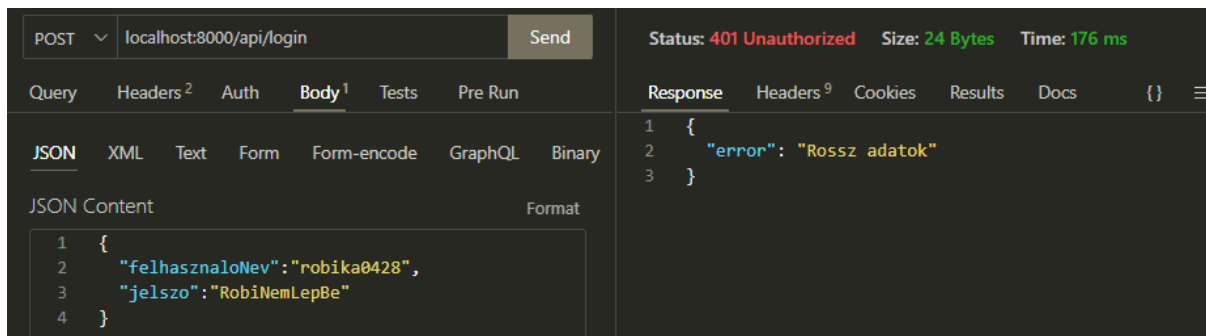 POST localhost:8000/api/login Send
Query Headers 2 Auth Body 1 Tests Pre Run
JSON XML Text Form Form-encode GraphQL Binary
JSON Content Format
1 {
2 "felhasznaloNev":"robika0428",
3 "jelszo":"RobiNemLepBe"
4 }
Status: 401 Unauthorized Size: 24 Bytes Time: 176 ms
Response Headers 9 Cookies Results Docs {}
1 {
2 "error": "Rossz adatok"
3 }